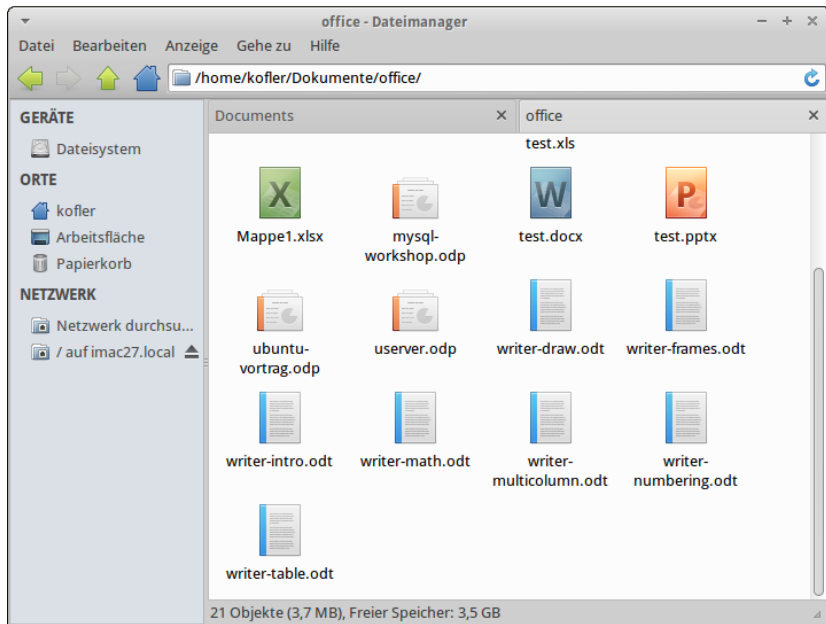 office - Dateimanager
Datei Bearbeiten Anzeige Gehe zu Hilfe
/home/kofler/Dokumente/office/
GERÄTE
Dateisystem
ORTE
kofler
Arbeitsfläche
Papierkorb
NETZWERK
Netzwerk durchsu...
/ auf imac27.local
Documents
office
test.xls
X
W
P
Mappe1.xlsx
mysql-
workshop.odp
test.docx
test.pptx
ubuntu-
vortrag.odp
userver.odp
writer-draw.odt
writer-frames.odt
writer-intro.odt
writer-math.odt
writer-
multicolumn.odt
writer-
numbering.odt
writer-table.odt
21 Objekte (3,7 MB), Freier Speicher: 3,5 GB